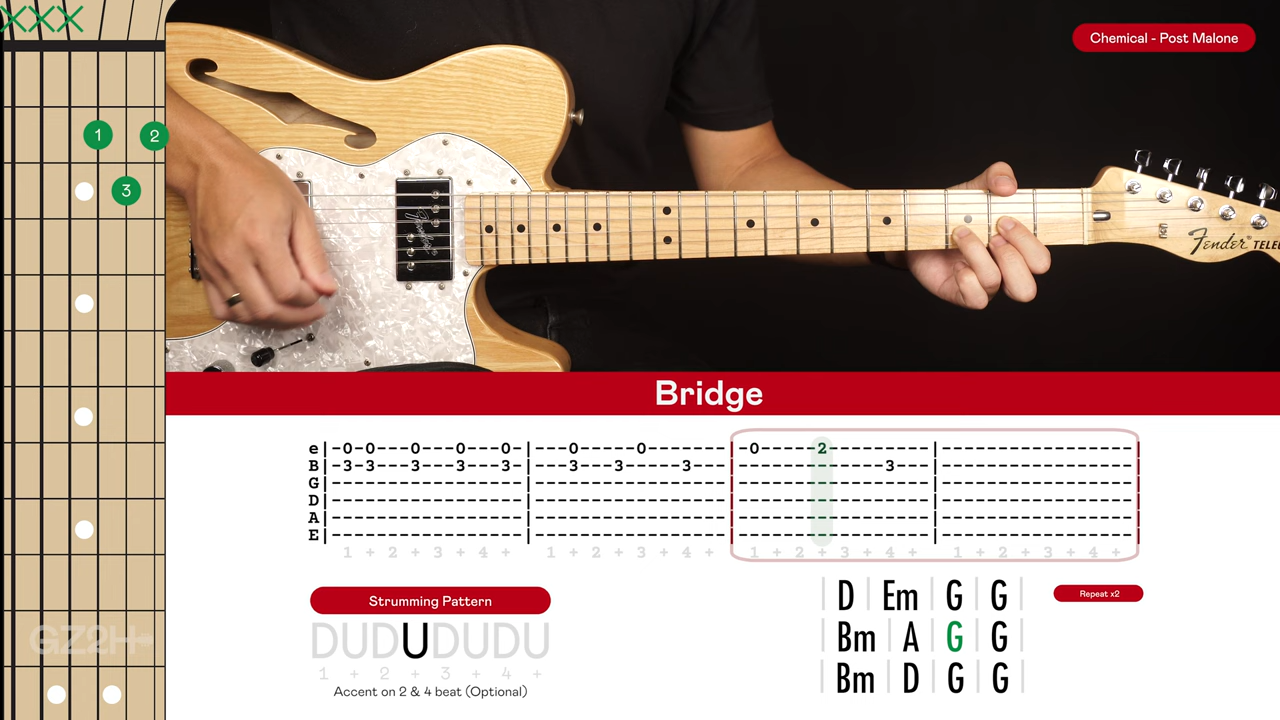 XXX
Chemical - Post Malone
1 2
3
Fender TELE
Bridge
e|-0-0---0---0---0-|---0-----0-------|-0-----2---------|-----------------|
B|-3-3---3---3---3-|---3---3-----3---|-------------3---|-----------------|
G|-----------------|-----------------|-----------------|-----------------|
D|-----------------|-----------------|-----------------|-----------------|
A|-----------------|-----------------|-----------------|-----------------|
E|-----------------|-----------------|-----------------|-----------------|
1 + 2 + 3 + 4 + 1 + 2 + 3 + 4 + 1 + 2 + 3 + 4 + 1 + 2 + 3 + 4 +
Strumming Pattern
DUDUDUDU
1 + 2 + 3 + 4 +
Accent on 2 & 4 beat (Optional)
| D | Em | G | G |
| Bm | A | G | G |
| Bm | D | G | G |
Repeat x2
GZ2H